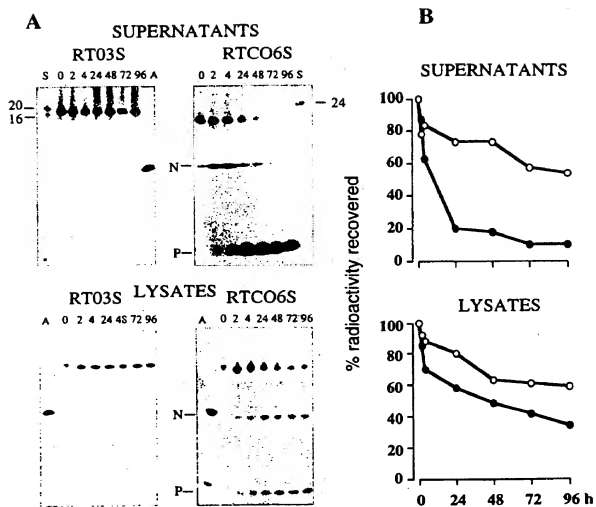 A
SUPERNATANTS
RT03S
RTCO6S
S 0 2 4 24 48 72 96 A
0 2 4 24 48 72 96 S
20
16
24
N
P
LYSATES
RT03S
RTCO6S
A 0 2 4 24 48 72 96
A 0 2 4 24 48 72 96
N
P
B
SUPERNATANTS
100
80
60
40
20
0
% radioactivity recovered
LYSATES
100
80
60
40
20
0
0 24 48 72 96 h